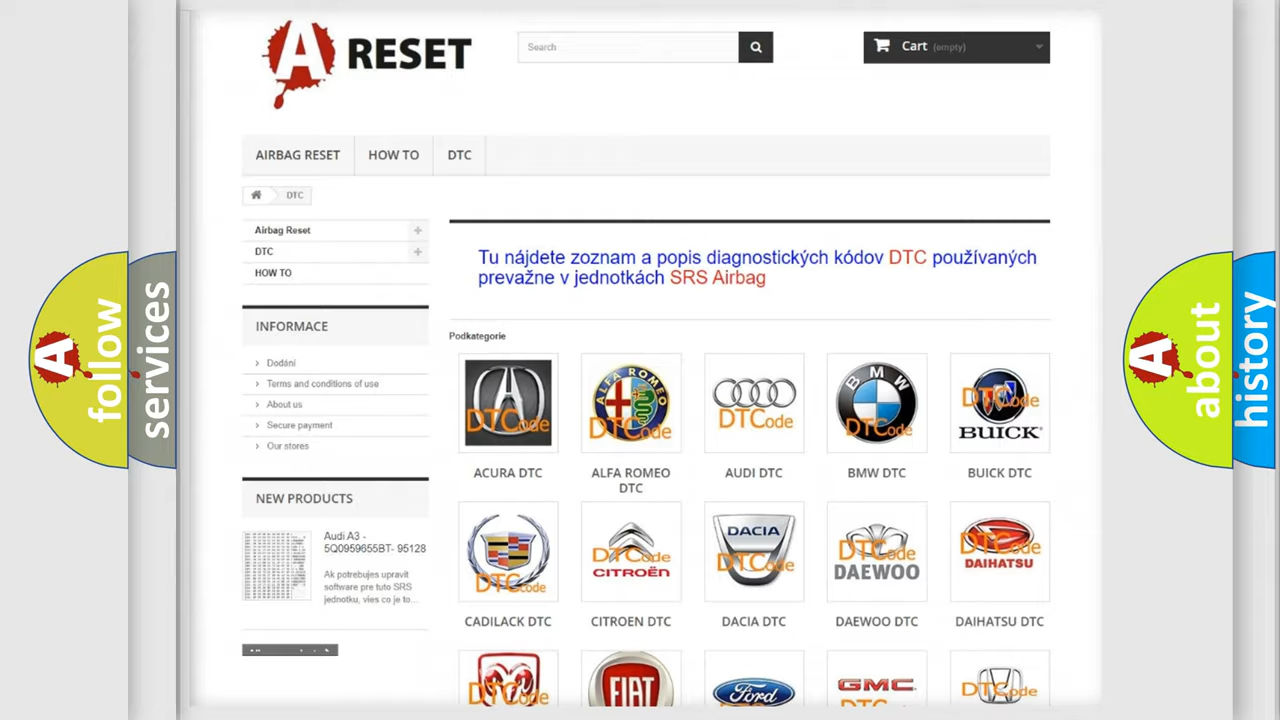 A RESET
Search
Cart (empty)
AIRBAG RESET
HOW TO
DTC
DTC
Airbag Reset
DTC
HOW TO
Tu nájdete zoznam a popis diagnostických kódov DTC používaných
prevažne v jednotkách SRS Airbag
INFORMACE
Dodání
Terms and conditions of use
About us
Secure payment
Our stores
NEW PRODUCTS
Audi A3 -
5Q0959655BT- 95128
Ak potrebujes upravit
software pre tuto SRS
jednotku, vies co je to...
Podkategorie
DTCode
ALFA ROMEO
DTCode
DTCode
BMW
DTCode
DTCode
BUICK
ACURA DTC
ALFA ROMEO
DTC
AUDI DTC
BMW DTC
BUICK DTC
DTCode
DTCode
CITROËN
DACIA
DTCode
DTCode
DAEWOO
DTCode
DAIHATSU
CADILACK DTC
CITROEN DTC
DACIA DTC
DAEWOO DTC
DAIHATSU DTC
DTCode
FIAT
Ford
GMC
DTCode
A
follow
services
A
about
history